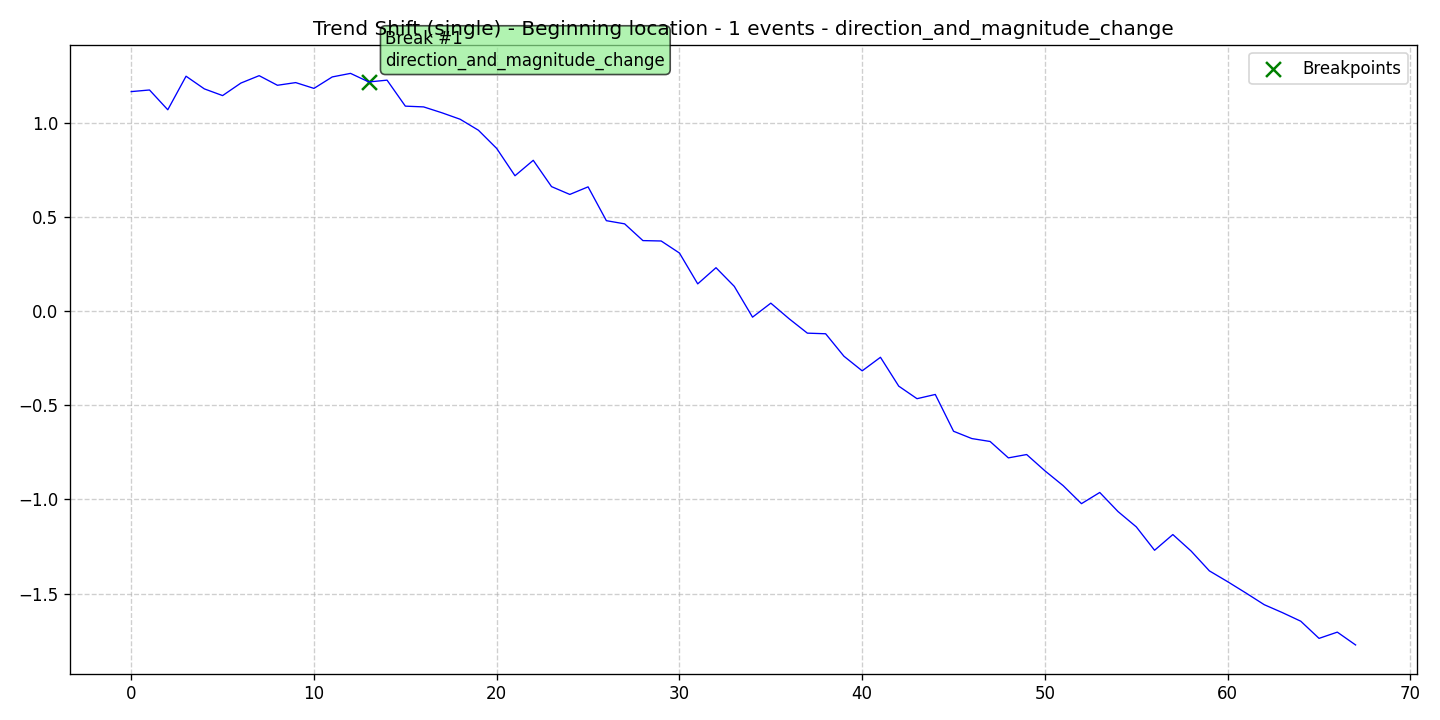 Trend Shift (single) - Beginning location - 1 events - direction_and_magnitude_change
Break #1
direction_and_magnitude_change
Breakpoints
1.0
0.5
0.0
−0.5
−1.0
−1.5
0 10 20 30 40 50 60 70